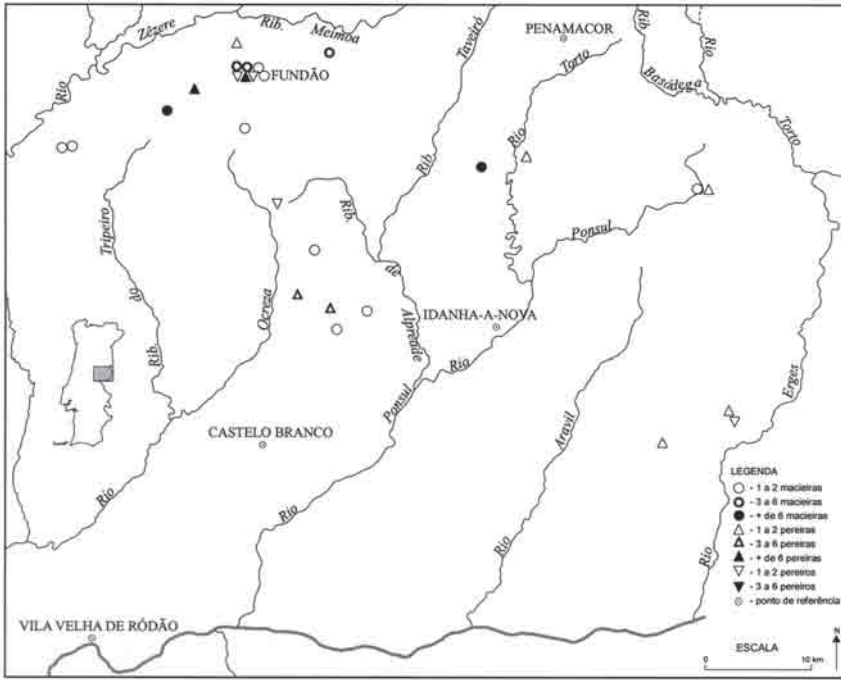 Zêzere
Rib.
Meimoa
Rio
FUNDÃO
Taveiró
Rib.
PENAMACOR
Torto
Rio
Rib.
Rio
Basádega
Torto
Rib.
Tripeiro
do
Rib.
Ocreza
Rio
Rib.
de
Alpreade
Ponsul
IDANHA-A-NOVA
Rio
Ponsul
Rio
CASTELO BRANCO
Aravil
Rio
Erges
Rio
VILA VELHA DE RÓDÃO
LEGENDA
- 1 a 2 macieiras
- 3 a 6 macieiras
- + de 6 macieiras
- 1 a 2 pereiras
- 3 a 6 pereiras
- + de 6 pereiras
- 1 a 2 pereiros
- 3 a 6 pereiros
- ponto de referência
ESCALA
N
0 10 km